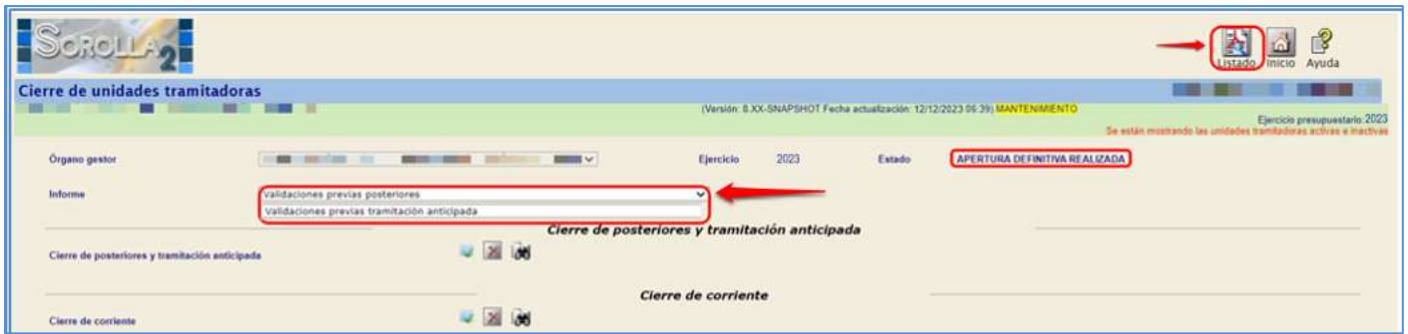 SOROLLA2
Listado Inicio Ayuda
Cierre de unidades tramitadoras
(Versión: 8.XX-SNAPSHOT Fecha actualización: 12/12/2023 06:39) MANTENIMIENTO
Ejercicio presupuestario:2023
Se están mostrando las unidades tramitadoras activas e inactivas
Órgano gestor Ejercicio 2023 Estado APERTURA DEFINITIVA REALIZADA
Informe Validaciones previas posteriores
Validaciones previas tramitación anticipada
Cierre de posteriores y tramitación anticipada
Cierre de posteriores y tramitación anticipada
Cierre de corriente
Cierre de corriente